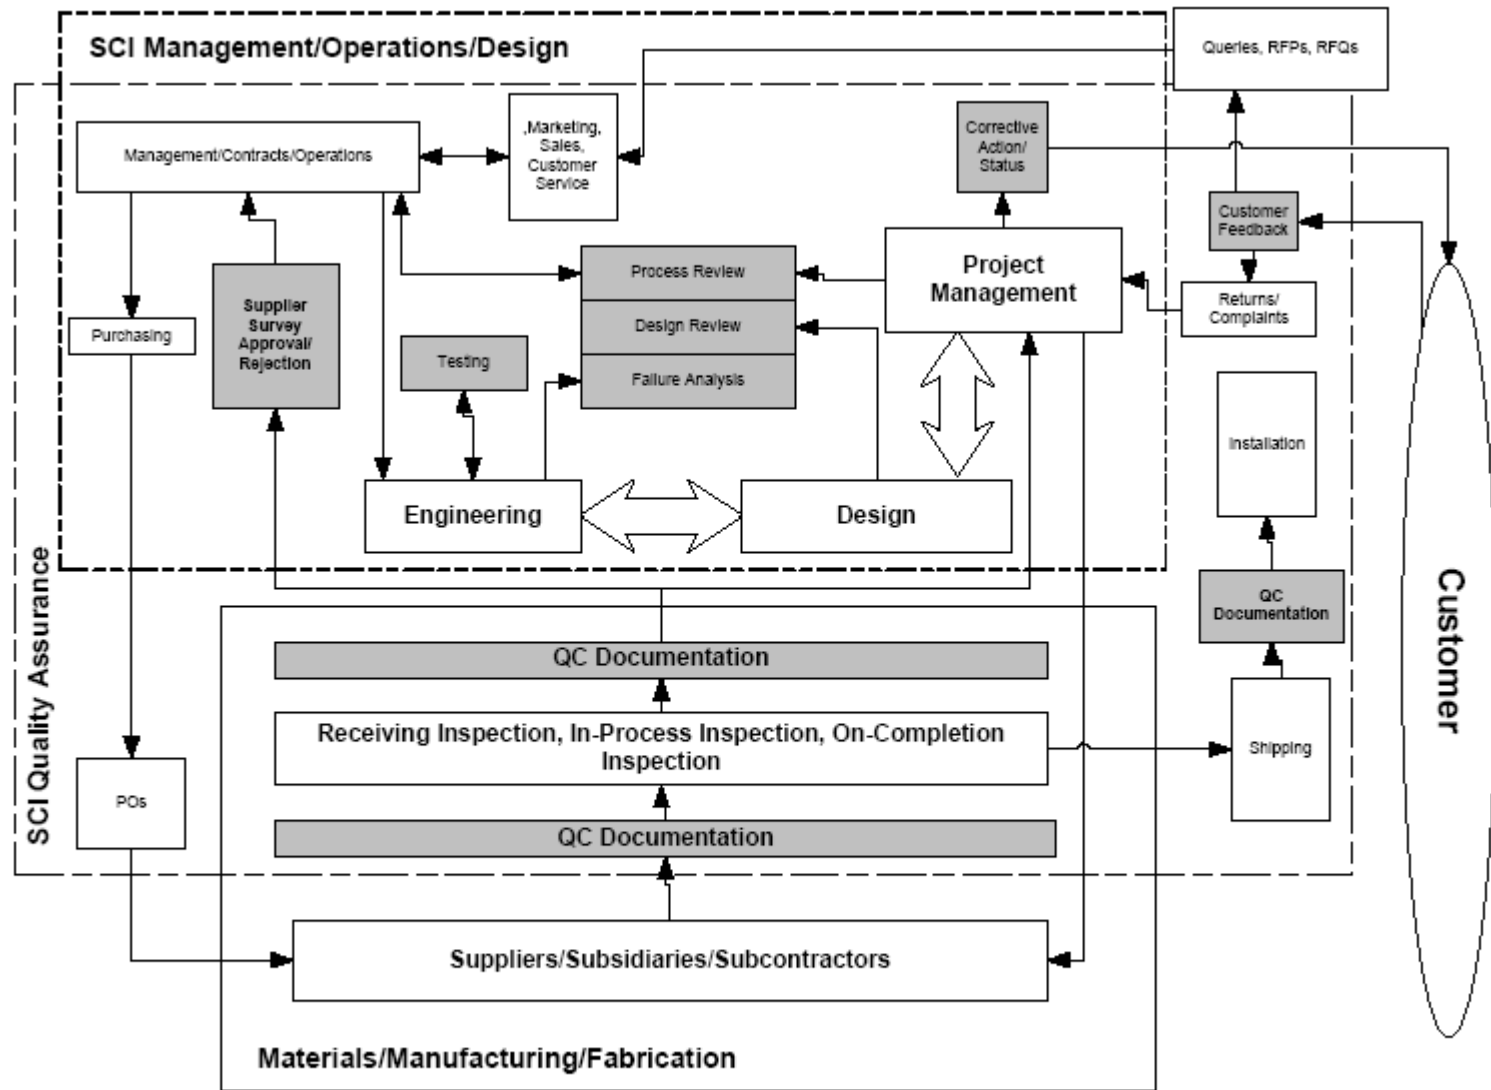 SCI Management/Operations/Design
Queries, RFPs, RFQs
Management/Contracts/Operations
,Marketing,
Sales,
Customer
Service
Corrective
Action/
Status
Customer
Feedback
Supplier
Survey
Approval/
Rejection
Process Review
Design Review
Failure Analysis
Project
Management
Returns/
Complaints
Purchasing
Testing
Installation
Engineering
Design
SCI Quality Assurance
QC
Documentation
Customer
QC Documentation
Receiving Inspection, In-Process Inspection, On-Completion
Inspection
Shipping
POs
QC Documentation
Suppliers/Subsidiaries/Subcontractors
Materials/Manufacturing/Fabrication